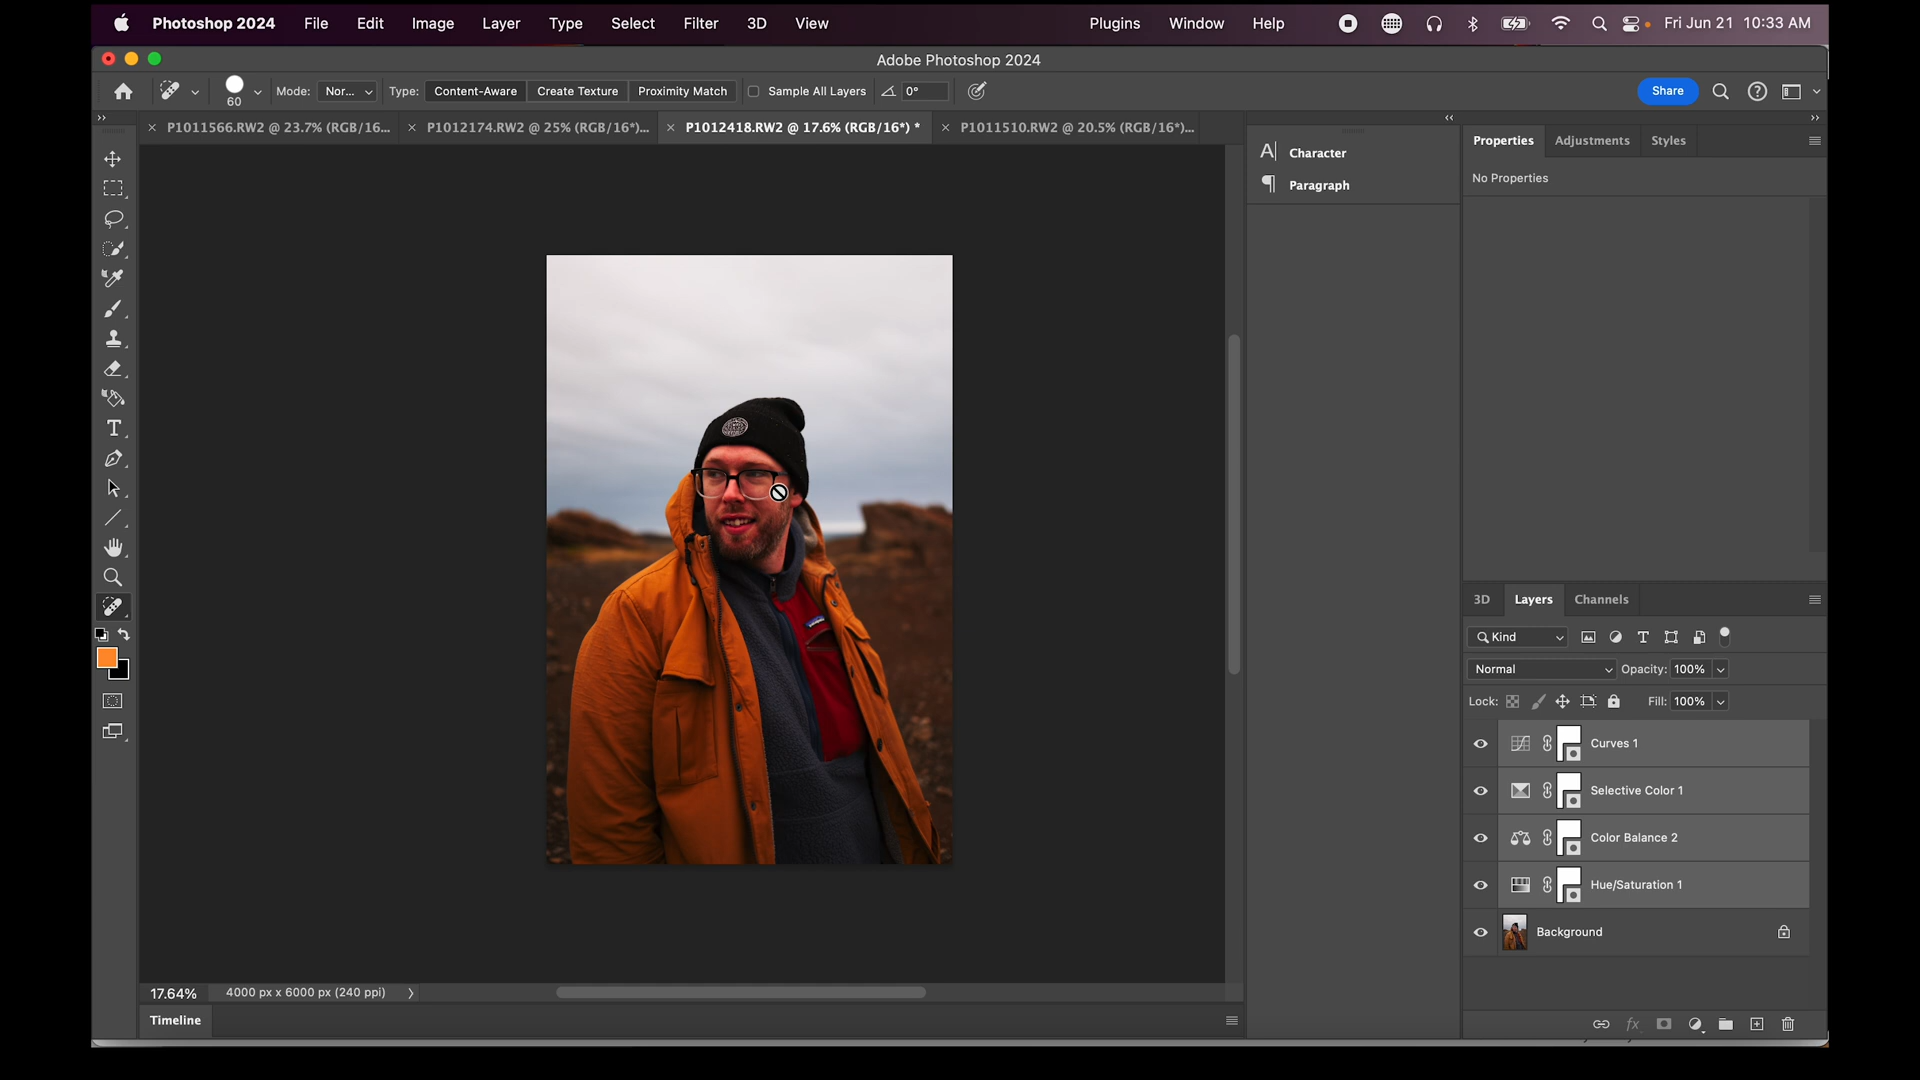 Photoshop 2024 File Edit Image Layer Type Select Filter 3D View Plugins Window Help Fri Jun 21 10:33 AM
Adobe Photoshop 2024
60 Mode: Nor... Type: Content-Aware Create Texture Proximity Match Sample All Layers 0° Share
P1011566.RW2 @ 23.7% (RGB/16... P1012174.RW2 @ 25% (RGB/16*)... P1012418.RW2 @ 17.6% (RGB/16*) * P1011510.RW2 @ 20.5% (RGB/16*)...
Character
Paragraph
Properties Adjustments Styles
No Properties
3D Layers Channels
Kind
Normal Opacity: 100%
Lock: Fill: 100%
Curves 1
Selective Color 1
Color Balance 2
Hue/Saturation 1
Background
17.64% 4000 px x 6000 px (240 ppi)
Timeline